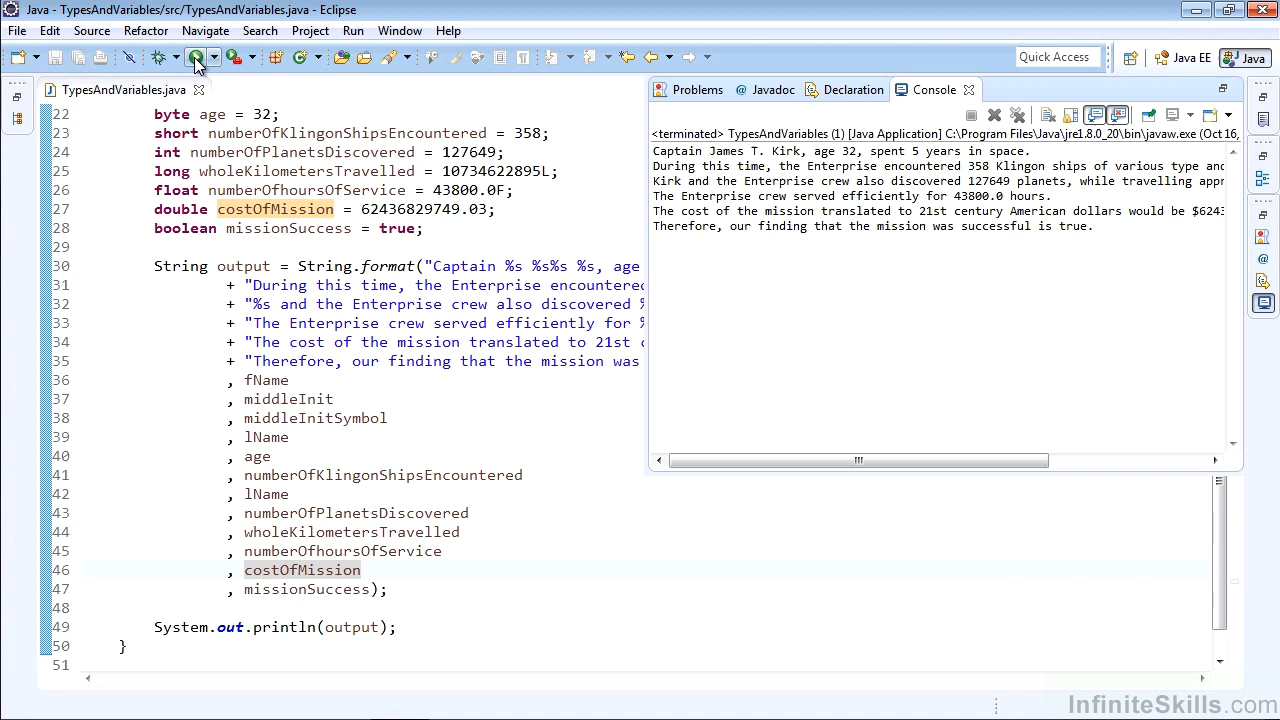 Java - TypesAndVariables/src/TypesAndVariables.java - Eclipse
File Edit Source Refactor Navigate Search Project Run Window Help
Quick Access Java EE Java
TypesAndVariables.java
Problems @ Javadoc Declaration Console
<terminated> TypesAndVariables (1) [Java Application] C:\Program Files\Java\jre1.8.0_20\bin\javaw.exe (Oct 16,
Captain James T. Kirk, age 32, spent 5 years in space.
During this time, the Enterprise encountered 358 Klingon ships of various type and
Kirk and the Enterprise crew also discovered 127649 planets, while travelling appr
The Enterprise crew served efficiently for 43800.0 hours.
The cost of the mission translated to 21st century American dollars would be $6243
Therefore, our finding that the mission was successful is true.
22 byte age = 32;
23 short numberOfKlingonShipsEncountered = 358;
24 int numberOfPlanetsDiscovered = 127649;
25 long wholeKilometersTravelled = 10734622895L;
26 float numberOfhoursOfService = 43800.0F;
27 double costOfMission = 62436829749.03;
28 boolean missionSuccess = true;
29
30 String output = String.format("Captain %s %s%s %s, age
31 + "During this time, the Enterprise encountered
32 + "%s and the Enterprise crew also discovered %
33 + "The Enterprise crew served efficiently for %
34 + "The cost of the mission translated to 21st c
35 + "Therefore, our finding that the mission was
36 , fName
37 , middleInit
38 , middleInitSymbol
39 , lName
40 , age
41 , numberOfKlingonShipsEncountered
42 , lName
43 , numberOfPlanetsDiscovered
44 , wholeKilometersTravelled
45 , numberOfhoursOfService
46 , costOfMission
47 , missionSuccess);
48
49 System.out.println(output);
50 }
51
InfiniteSkills.com